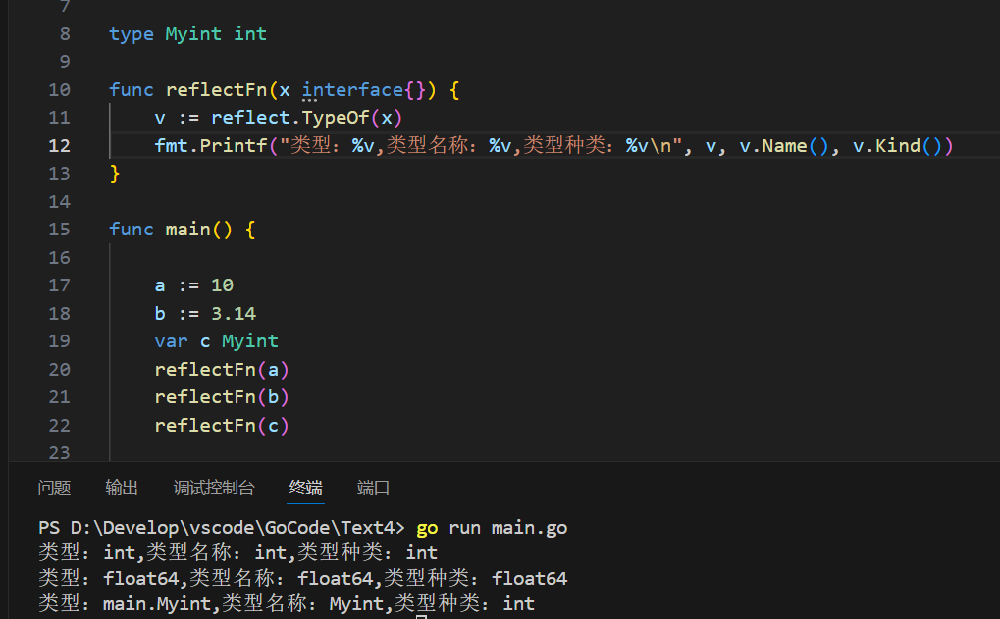 7
8 type Myint int
9
10 func reflectFn(x interface{}) {
11     v := reflect.TypeOf(x)
12     fmt.Printf("类型：%v,类型名称：%v,类型种类：%v\n", v, v.Name(), v.Kind())
13 }
14
15 func main() {
16
17     a := 10
18     b := 3.14
19     var c Myint
20     reflectFn(a)
21     reflectFn(b)
22     reflectFn(c)
23
问题 输出 调试控制台 终端 端口
PS D:\Develop\vscode\GoCode\Text4> go run main.go
类型：int,类型名称：int,类型种类：int
类型：float64,类型名称：float64,类型种类：float64
类型：main.Myint,类型名称：Myint,类型种类：int